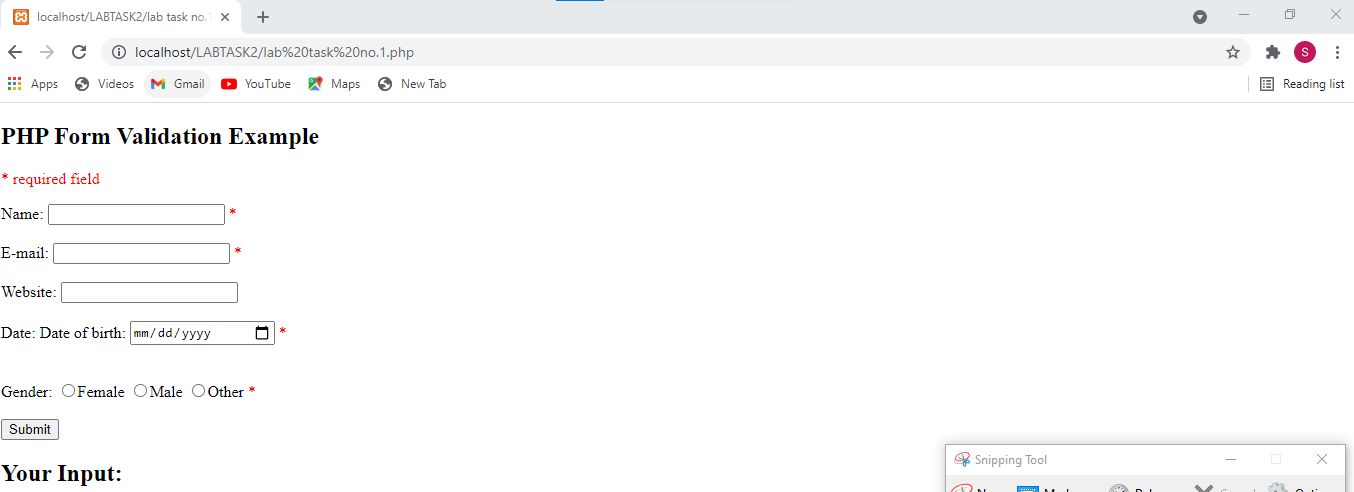 localhost/LABTASK2/lab task no.1
localhost/LABTASK2/lab%20task%20no.1.php
S
Apps Videos Gmail YouTube Maps New Tab Reading list
PHP Form Validation Example
* required field
Name: *
E-mail: *
Website:
Date: Date of birth: mm/dd/yyyy *
Gender: Female Male Other *
Submit
Your Input:
Snipping Tool